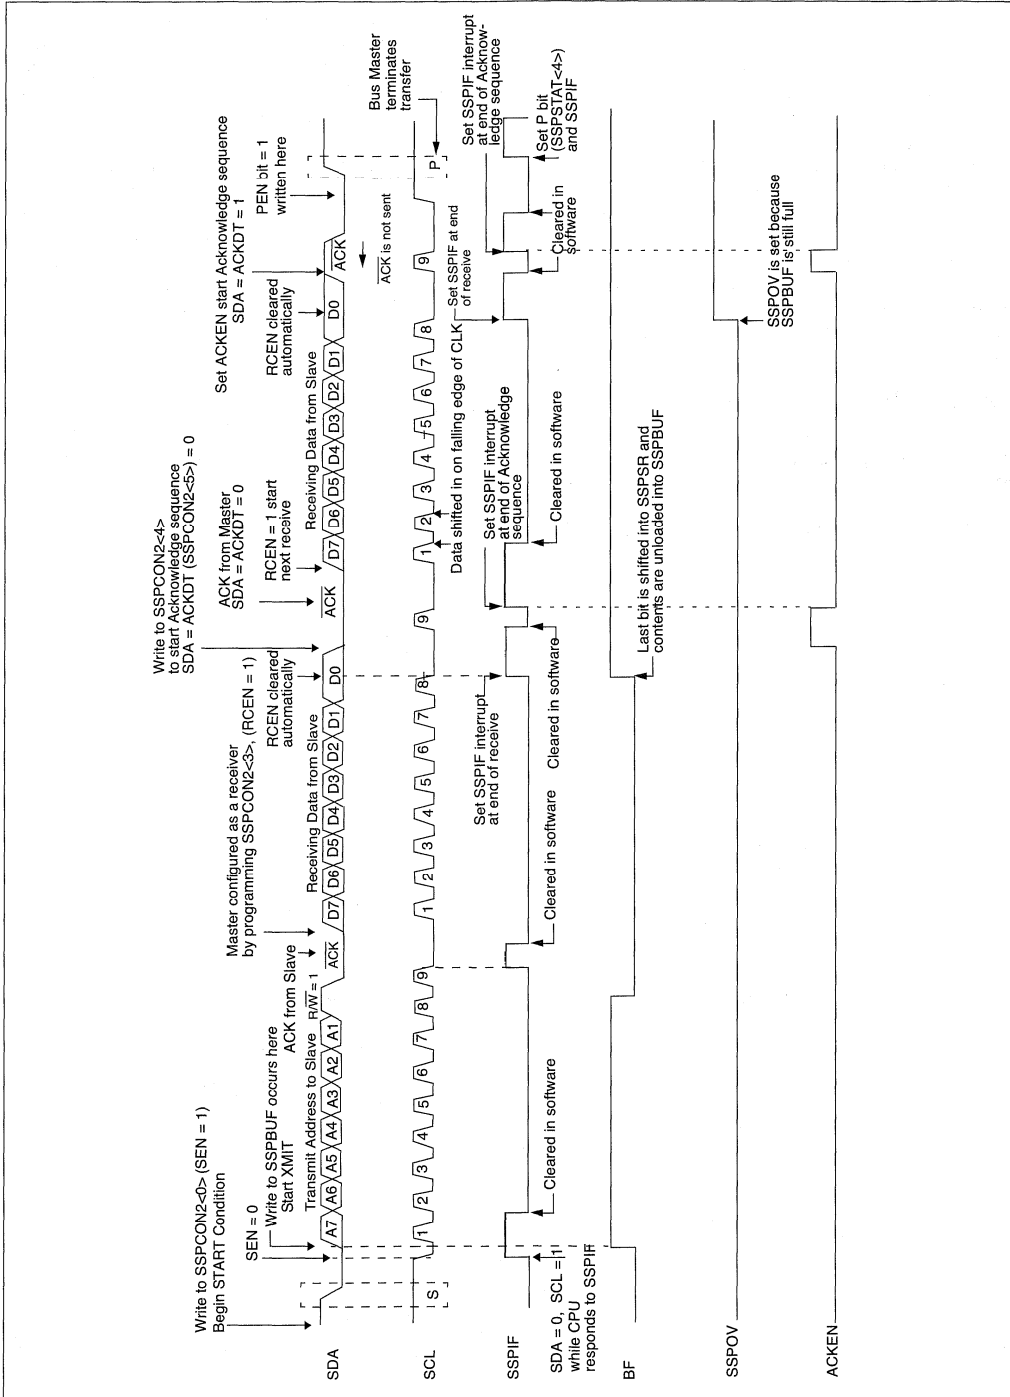 Write to SSPCON2<0> (SEN = 1)
Begin START Condition
SEN = 0
Write to SSPBUF occurs here
Start XMIT
ACK from Slave
Master configured as a receiver
by programming SSPCON2<3>, (RCEN = 1)
RCEN cleared
automatically
Write to SSPCON2<4>
to start Acknowledge sequence
SDA = ACKDT (SSPCON2<5>) = 0
ACK from Master
SDA = ACKDT = 0
RCEN = 1 start
next receive
RCEN cleared
automatically
Set ACKEN start Acknowledge sequence
SDA = ACKDT = 1
PEN bit = 1
written here
Transmit Address to Slave
R/W = 1
Receiving Data from Slave
Receiving Data from Slave
SDA
A7 A6 A5 A4 A3 A2 A1
ACK
D7 D6 D5 D4 D3 D2 D1 D0
ACK
D7 D6 D5 D4 D3 D2 D1 D0
ACK
ACK is not sent
Bus Master
terminates
transfer
SCL
S
1 2 3 4 5 6 7 8 9
1 2 3 4 5 6 7 8 9
1 2 3 4 5 6 7 8 9
P
Data shifted in on falling edge of CLK
Set SSPIF at end
of receive
Set SSPIF interrupt
at end of receive
Set SSPIF interrupt
at end of Acknowledge
sequence
Set SSPIF interrupt
at end of Acknow-
ledge sequence
SSPIF
SDA = 0, SCL = 1
while CPU
responds to SSPIF
Cleared in software
Cleared in software
Cleared in software
Cleared in software
Cleared in
software
Set P bit
(SSPSTAT<4>)
and SSPIF
BF
Last bit is shifted into SSPSR and
contents are unloaded into SSPBUF
SSPOV
SSPOV is set because
SSPBUF is still full
ACKEN